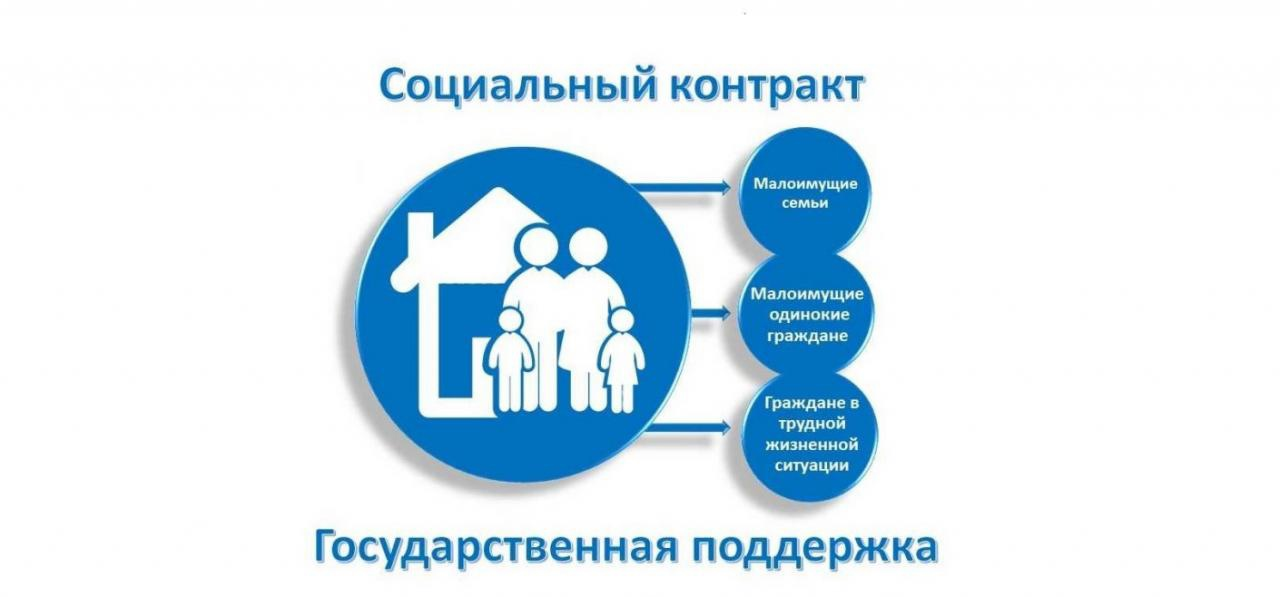 Социальный контракт
Малоимущие
семьи
Малоимущие
одинокие
граждане
Граждане в
трудной
жизненной
ситуации
Государственная поддержка